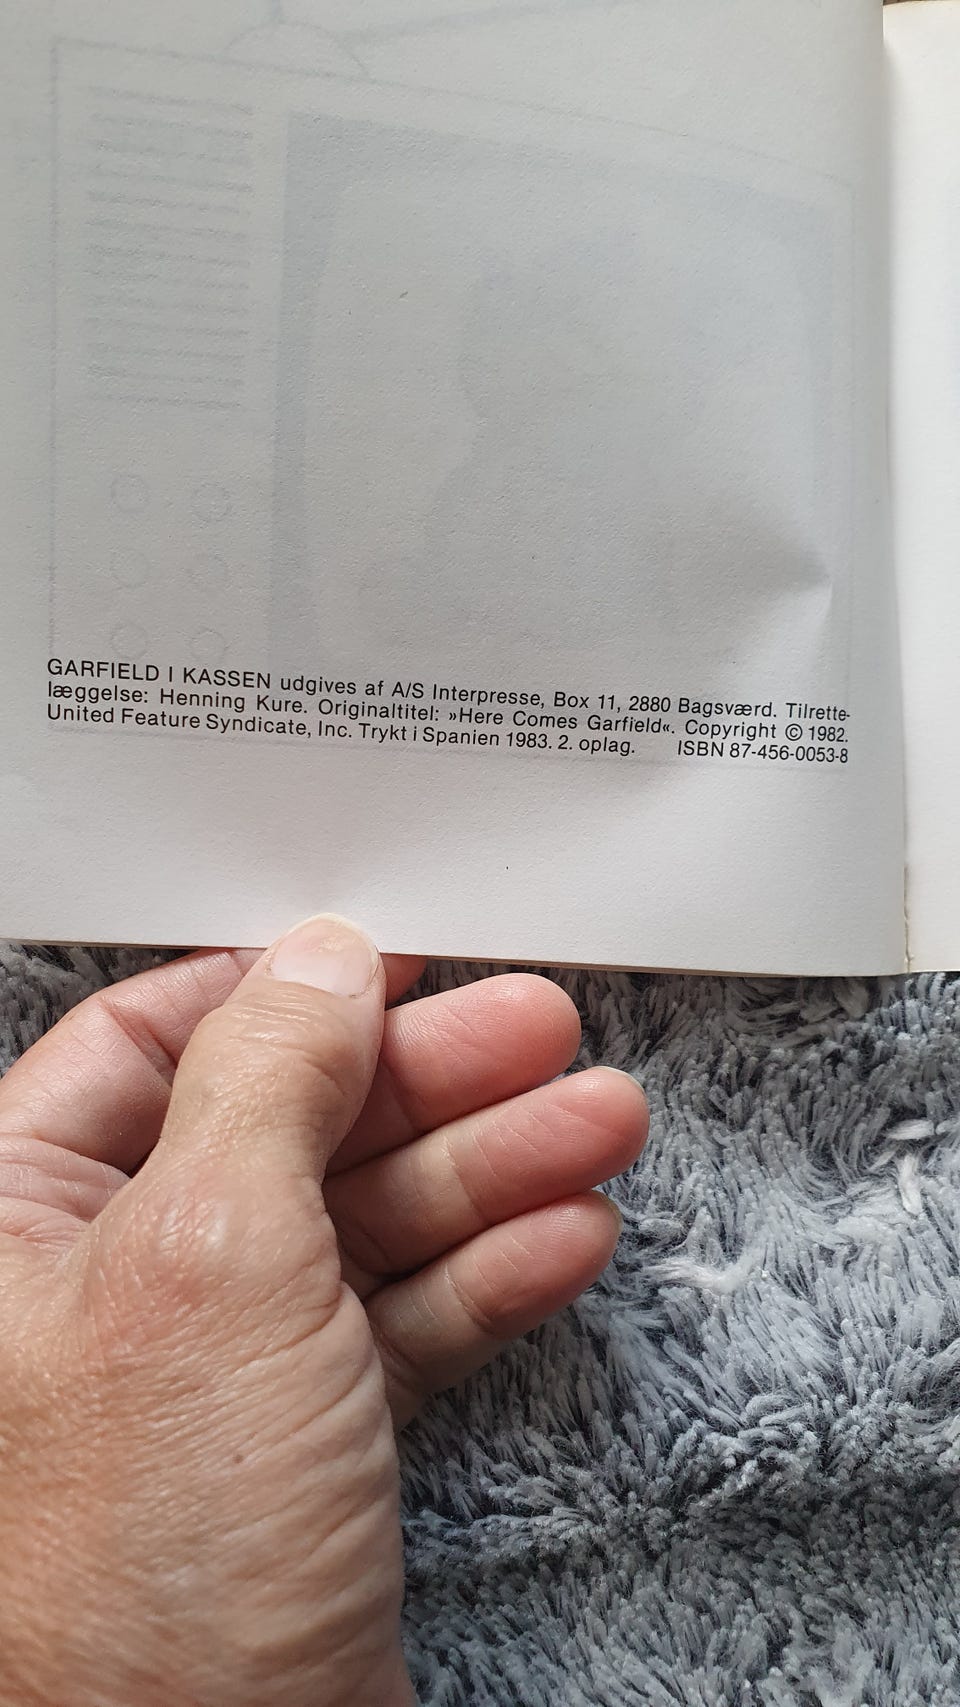 GARFIELD I KASSEN udgives af A/S Interpresse, Box 11, 2880 Bagsværd. Tilrette-
læggelse: Henning Kure. Originaltitel: »Here Comes Garfield«. Copyright © 1982.
United Feature Syndicate, Inc. Trykt i Spanien 1983. 2. oplag. ISBN 87-456-0053-8